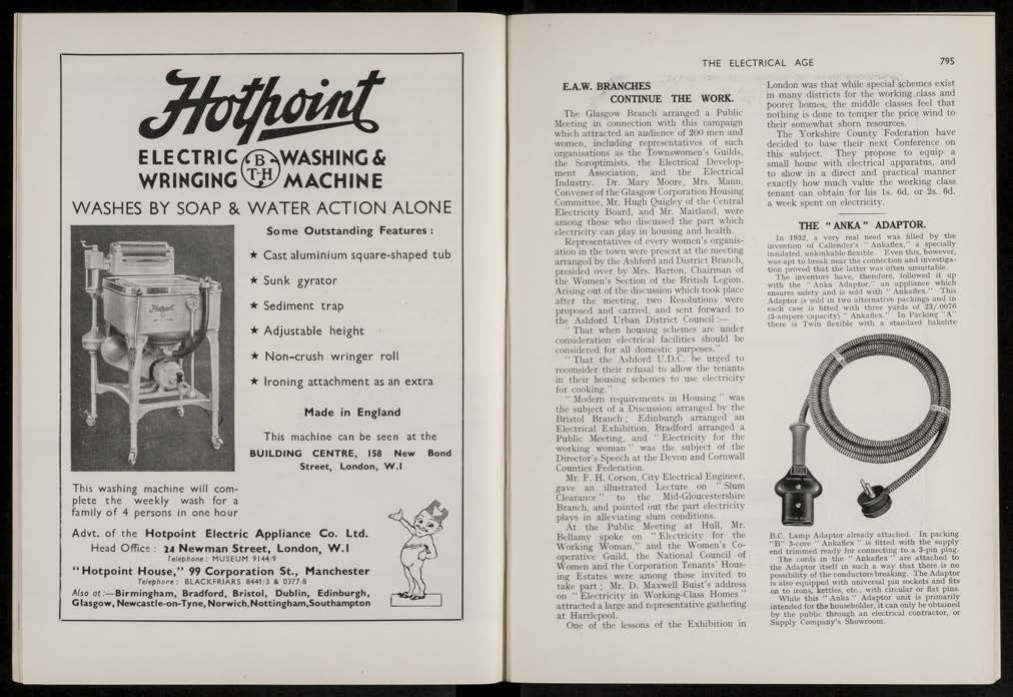 Hotpoint
ELECTRIC B T-H WASHING &
WRINGING MACHINE
WASHES BY SOAP & WATER ACTION ALONE
Some Outstanding Features :
★ Cast aluminium square-shaped tub
★ Sunk gyrator
★ Sediment trap
★ Adjustable height
★ Non-crush wringer roll
★ Ironing attachment as an extra
Made in England
This machine can be seen at the
BUILDING CENTRE, 158 New Bond
Street, London, W.I
Hotpoint
This washing machine will com-
plete the weekly wash for a
family of 4 persons in one hour
Advt. of the Hotpoint Electric Appliance Co. Ltd.
Head Office : 24 Newman Street, London, W.I
Telephone : MUSEUM 9144/9
"Hotpoint House," 99 Corporation St., Manchester
Telephone : BLACKFRIARS 8441/3 & 0377/8
Also at :—Birmingham, Bradford, Bristol, Dublin, Edinburgh,
Glasgow, Newcastle-on-Tyne, Norwich, Nottingham, Southampton
THE ELECTRICAL AGE 795
E.A.W. BRANCHES
CONTINUE THE WORK.
The Glasgow Branch arranged a Public
Meeting in connection with this campaign
which attracted an audience of 200 men and
women, including representatives of such
organisations as the Townswomen's Guilds,
the Soroptimists, the Electrical Develop-
ment Association, and the Electrical
Industry. Dr. Mary Moore, Mrs. Mann,
Convener of the Glasgow Corporation Housing
Committee, Mr. Hugh Quigley of the Central
Electricity Board, and Mr. Maitland, were
among those who discussed the part which
electricity can play in housing and health.
Representatives of every women's organis-
ation in the town were present at the meeting
arranged by the Ashford and District Branch,
presided over by Mrs. Barton, Chairman of
the Women's Section of the British Legion.
Arising out of the discussion which took place
after the meeting, two Resolutions were
proposed and carried, and sent forward to
the Ashford Urban District Council :—
"That when housing schemes are under
consideration electrical facilities should be
considered for all domestic purposes."
"That the Ashford U.D.C. be urged to
reconsider their refusal to allow the tenants
in their housing schemes to use electricity
for cooking."
"Modern requirements in Housing" was
the subject of a Discussion arranged by the
Bristol Branch ; Edinburgh arranged an
Electrical Exhibition, Bradford arranged a
Public Meeting, and "Electricity for the
working woman" was the subject of the
Director's Speech at the Devon and Cornwall
Counties Federation.
Mr. F. H. Corson, City Electrical Engineer,
gave an illustrated Lecture on "Slum
Clearance" to the Mid-Gloucestershire
Branch, and pointed out the part electricity
plays in alleviating slum conditions.
At the Public Meeting at Hull, Mr.
Bellamy spoke on "Electricity for the
Working Woman," and the Women's Co-
operative Guild, the National Council of
Women and the Corporation Tenants' Hous-
ing Estates were among those invited to
take part ; Mr. D. Maxwell Buist's address
on "Electricity in Working-Class Homes"
attracted a large and representative gathering
at Hartlepool.
One of the lessons of the Exhibition in
London was that while special schemes exist
in many districts for the working class and
poorer homes, the middle classes feel that
nothing is done to temper the price wind to
their somewhat shorn resources.
The Yorkshire County Federation have
decided to base their next Conference on
this subject. They propose to equip a
small house with electrical apparatus, and
to show in a direct and practical manner
exactly how much value the working class
tenant can obtain for his 1s. 6d. or 2s. 6d.
a week spent on electricity.
THE "ANKA" ADAPTOR.
In 1932, a very real need was filled by the
invention of Callender's "Ankaflex," a specially
insulated, unkinkable flexible. Even this, however,
was apt to break near the connection and investiga-
tion proved that the latter was often unsuitable.
The inventors have, therefore, followed it up
with the "Anka Adaptor," an appliance which
ensures safety and is sold with "Ankaflex." This
Adaptor is sold in two alternative packings and in
each case is fitted with three yards of 23/.0076
(3-ampere capacity) "Ankaflex." In Packing "A"
there is Twin flexible with a standard bakelite
B.C. Lamp Adaptor already attached. In packing
"B" 3-core "Ankaflex" is fitted with the supply
end trimmed ready for connecting to a 3-pin plug.
The cords in the "Ankaflex" are attached to
the Adaptor itself in such a way that there is no
possibility of the conductors breaking. The Adaptor
is also equipped with universal pin sockets and fits
on to irons, kettles, etc., with circular or flat pins.
While this "Anka" Adaptor unit is primarily
intended for the householder, it can only be obtained
by the public through an electrical contractor, or
Supply Company's Showroom.